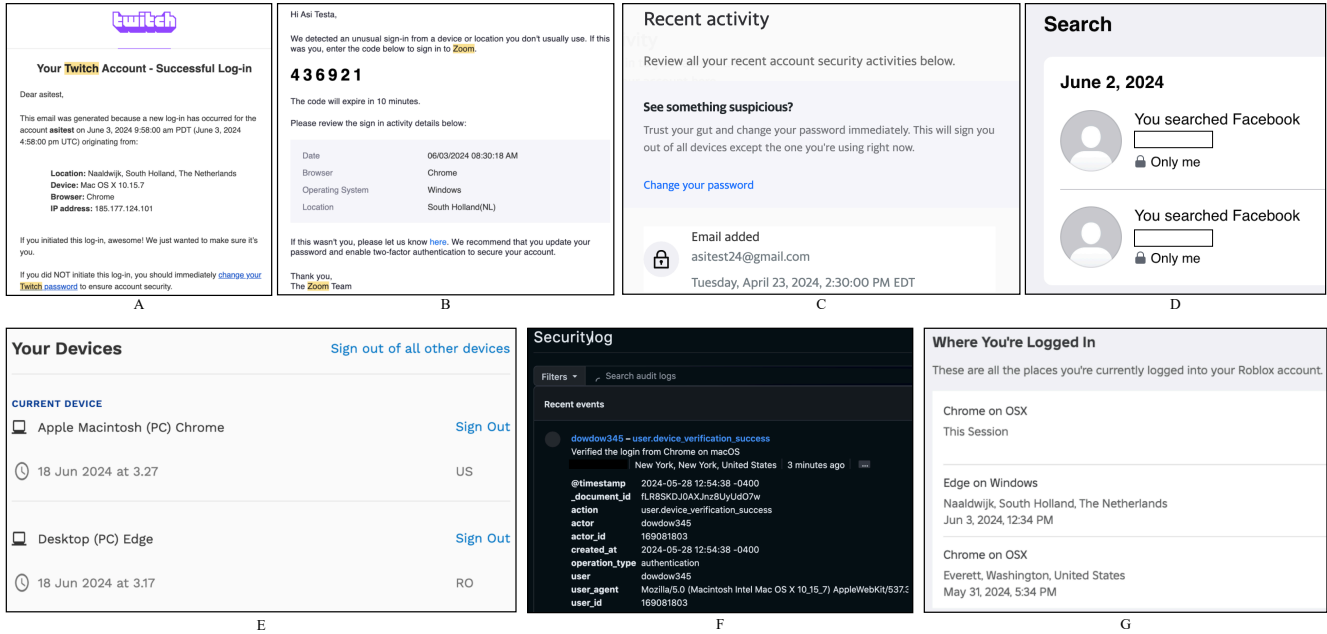 twitch
Your Twitch Account - Successful Log-in
Dear asitest,
This email was generated because a new log-in has occurred for the
account asitest on June 3, 2024 9:58:00 am PDT (June 3, 2024
4:58:00 pm UTC) originating from:
Location: Naaldwijk, South Holland, The Netherlands
Device: Mac OS X 10.15.7
Browser: Chrome
IP address: 185.177.124.101
If you initiated this log-in, awesome! We just wanted to make sure it's
you.
If you did NOT initiate this log-in, you should immediately change your
Twitch password to ensure account security.
A
Hi Asi Testa,
We detected an unusual sign-in from a device or location you don't usually use. If this
was you, enter the code below to sign in to Zoom.
436921
The code will expire in 10 minutes.
Please review the sign in activity details below:
Date 06/03/2024 08:30:18 AM
Browser Chrome
Operating System Windows
Location South Holland(NL)
If this wasn't you, please let us know here. We recommend that you update your
password and enable two-factor authentication to secure your account.
Thank you,
The Zoom Team
B
Recent activity
Review all your recent account security activities below.
See something suspicious?
Trust your gut and change your password immediately. This will sign you
out of all devices except the one you're using right now.
Change your password
Email added
asitest24@gmail.com
Tuesday, April 23, 2024, 2:30:00 PM EDT
C
Search
June 2, 2024
You searched Facebook
Only me
You searched Facebook
Only me
D
Your Devices Sign out of all other devices
CURRENT DEVICE
Apple Macintosh (PC) Chrome Sign Out
18 Jun 2024 at 3.27 US
Desktop (PC) Edge Sign Out
18 Jun 2024 at 3.17 RO
E
Security log
Filters Search audit logs
Recent events
dowdow345 – user.device_verification_success
Verified the login from Chrome on macOS
New York, New York, United States 3 minutes ago ...
@timestamp 2024-05-28 12:54:38 -0400
_document_id fLR8SKDJ0AXJnz8UyUdO7w
action user.device_verification_success
actor dowdow345
actor_id 169081803
created_at 2024-05-28 12:54:38 -0400
operation_type authentication
user dowdow345
user_agent Mozilla/5.0 (Macintosh Intel Mac OS X 10_15_7) AppleWebKit/537.3
user_id 169081803
F
Where You're Logged In
These are all the places you're currently logged into your Roblox account.
Chrome on OSX
This Session
Edge on Windows
Naaldwijk, South Holland, The Netherlands
Jun 3, 2024, 12:34 PM
Chrome on OSX
Everett, Washington, United States
May 31, 2024, 5:34 PM
G